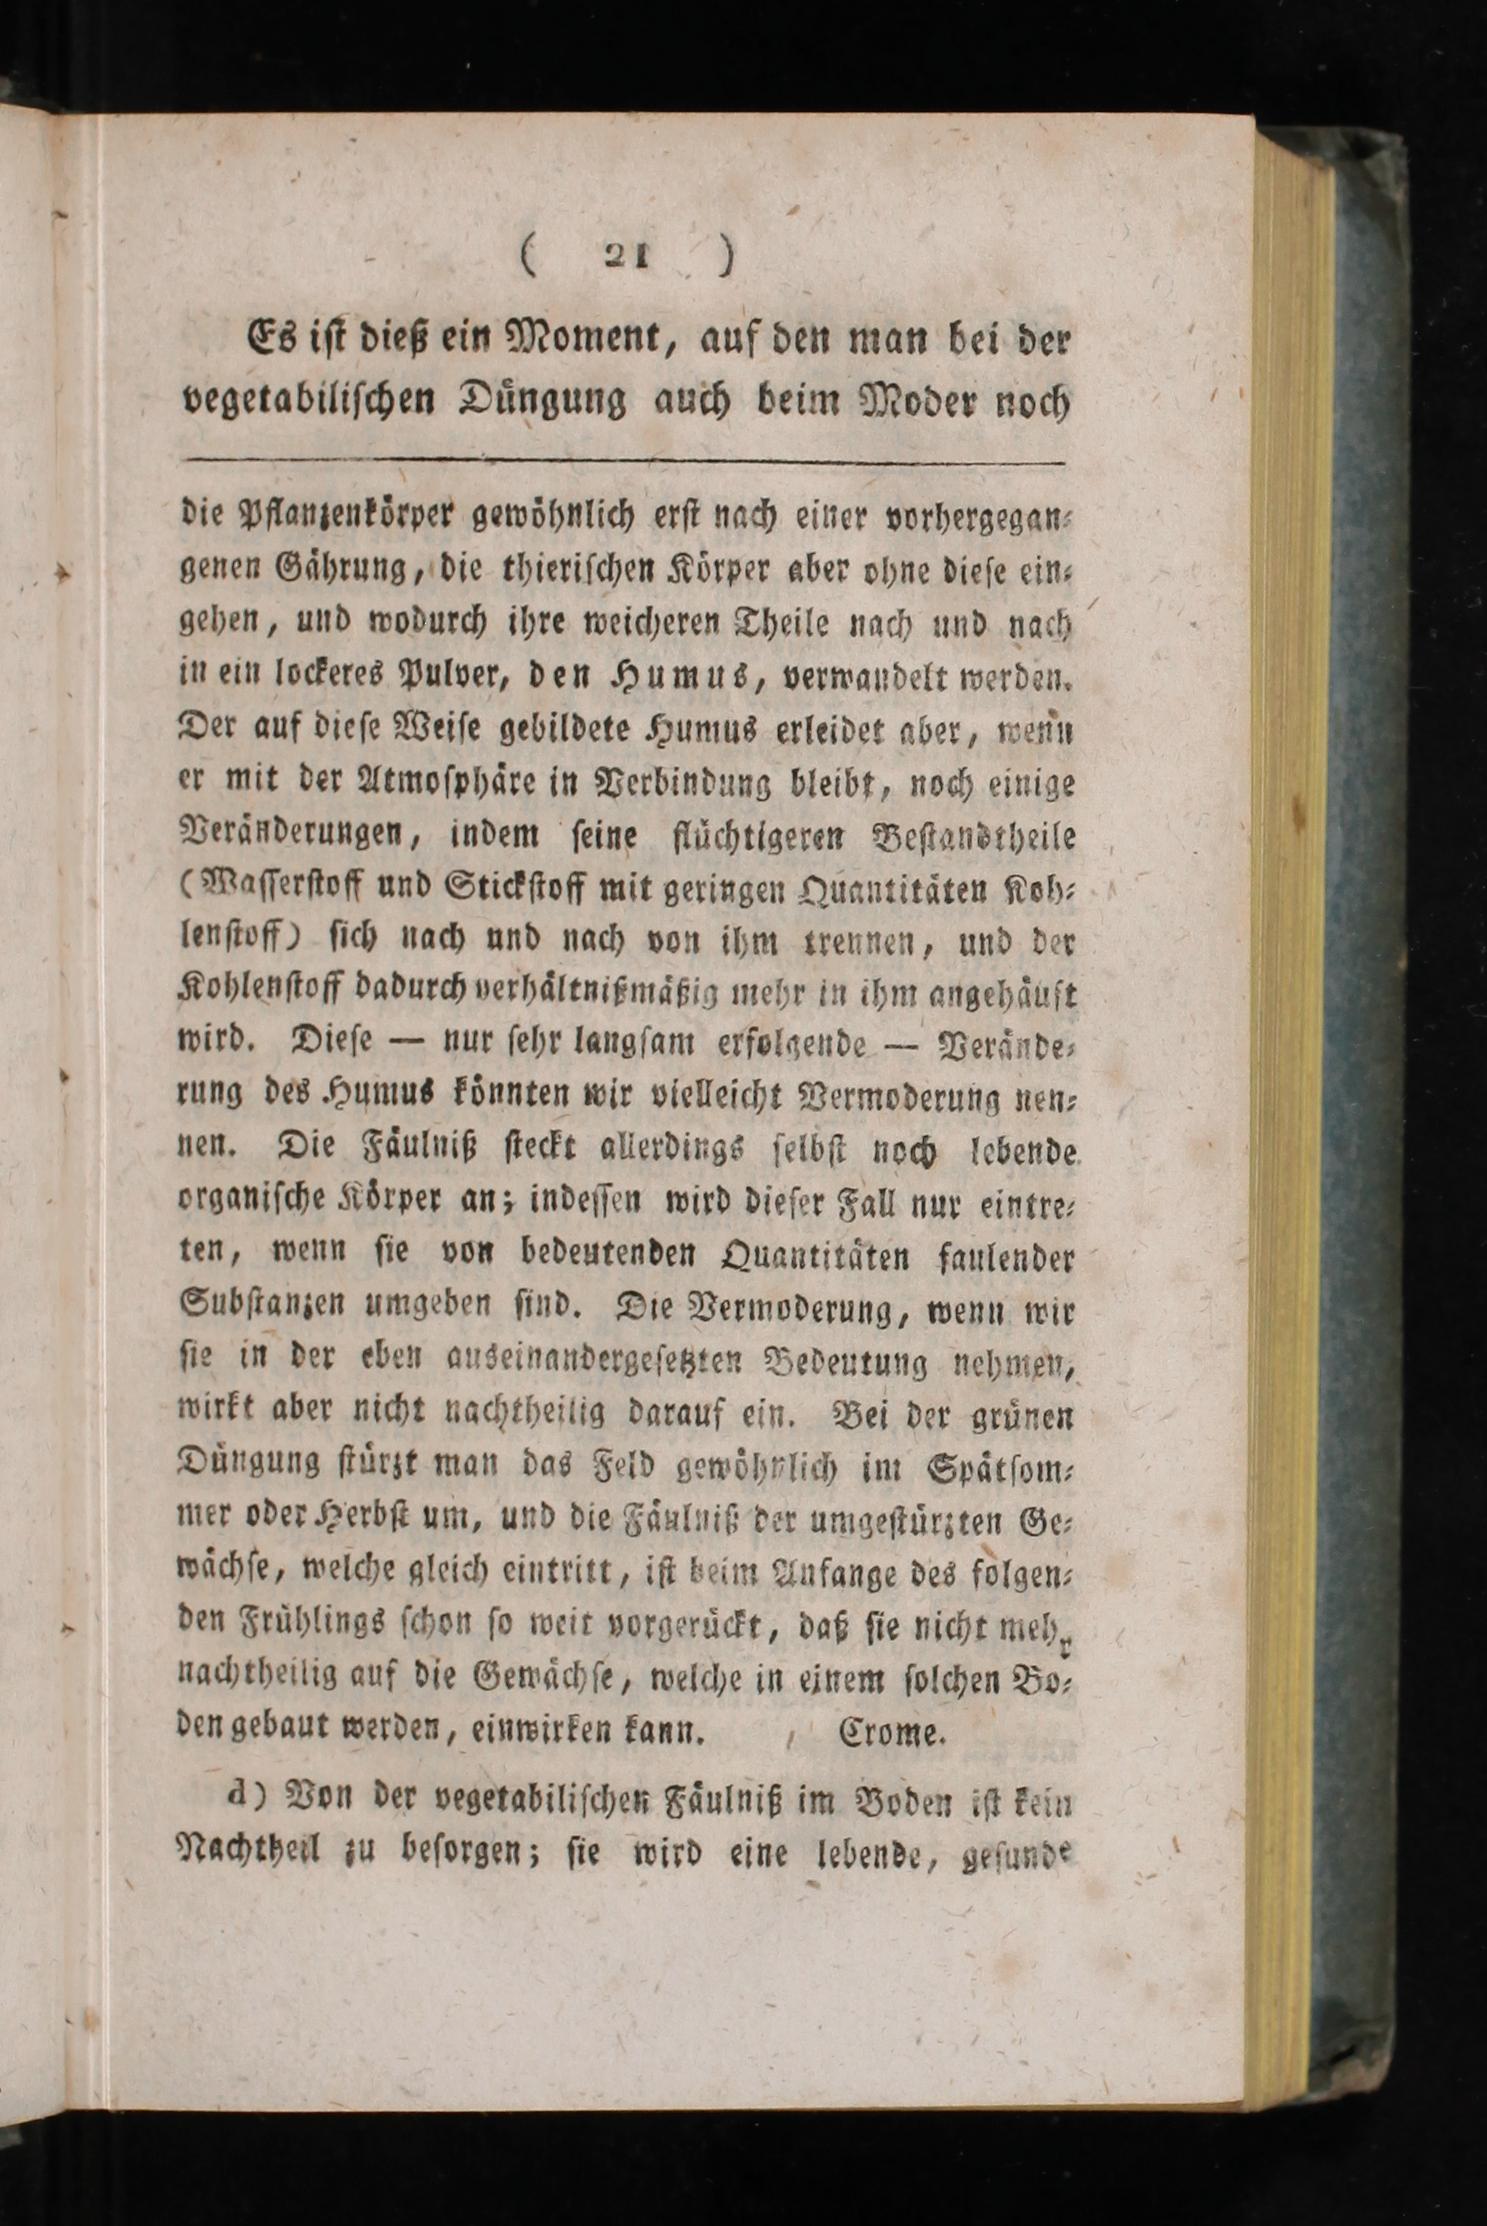 ( 21 )
Es ist dieß ein Moment, auf den man bei der
vegetabilischen Düngung auch beim Moder noch
die Pflanzenkörper gewöhnlich erst nach einer vorhergegan⸗
genen Gährung, die thierischen Körper aber ohne diese ein⸗
gehen, und wodurch ihre weicheren Theile nach und nach
in ein lockeres Pulver, den Humus, verwandelt werden.
Der auf diese Weise gebildete Humus erleidet aber, wenn
er mit der Atmosphäre in Verbindung bleibt, noch einige
Veränderungen, indem seine flüchtigeren Bestandtheile
(Wasserstoff und Stickstoff mit geringen Quantitäten Koh⸗
lenstoff) sich nach und nach von ihm trennen, und der
Kohlenstoff dadurch verhältnißmäßig mehr in ihm angehäuft
wird. Diese — nur sehr langsam erfolgende — Verände⸗
rung des Humus könnten wir vielleicht Vermoderung nen⸗
nen. Die Fäulniß steckt allerdings selbst noch lebende
organische Körper an; indessen wird dieser Fall nur eintre⸗
ten, wenn sie von bedeutenden Quantitäten faulender
Substanzen umgeben sind. Die Vermoderung, wenn wir
sie in der eben auseinandergesetzten Bedeutung nehmen,
wirkt aber nicht nachtheilig darauf ein. Bei der grünen
Düngung stürzt man das Feld gewöhnlich im Spätsom⸗
mer oder Herbst um, und die Fäulniß der umgestürzten Ge⸗
wächse, welche gleich eintritt, ist beim Anfange des folgen⸗
den Frühlings schon so weit vorgerückt, daß sie nicht mehr
nachtheilig auf die Gewächse, welche in einem solchen Bo⸗
den gebaut werden, einwirken kann. Crome.
d) Von der vegetabilischen Fäulniß im Boden ist kein
Nachtheil zu besorgen; sie wird eine lebende, gesunde